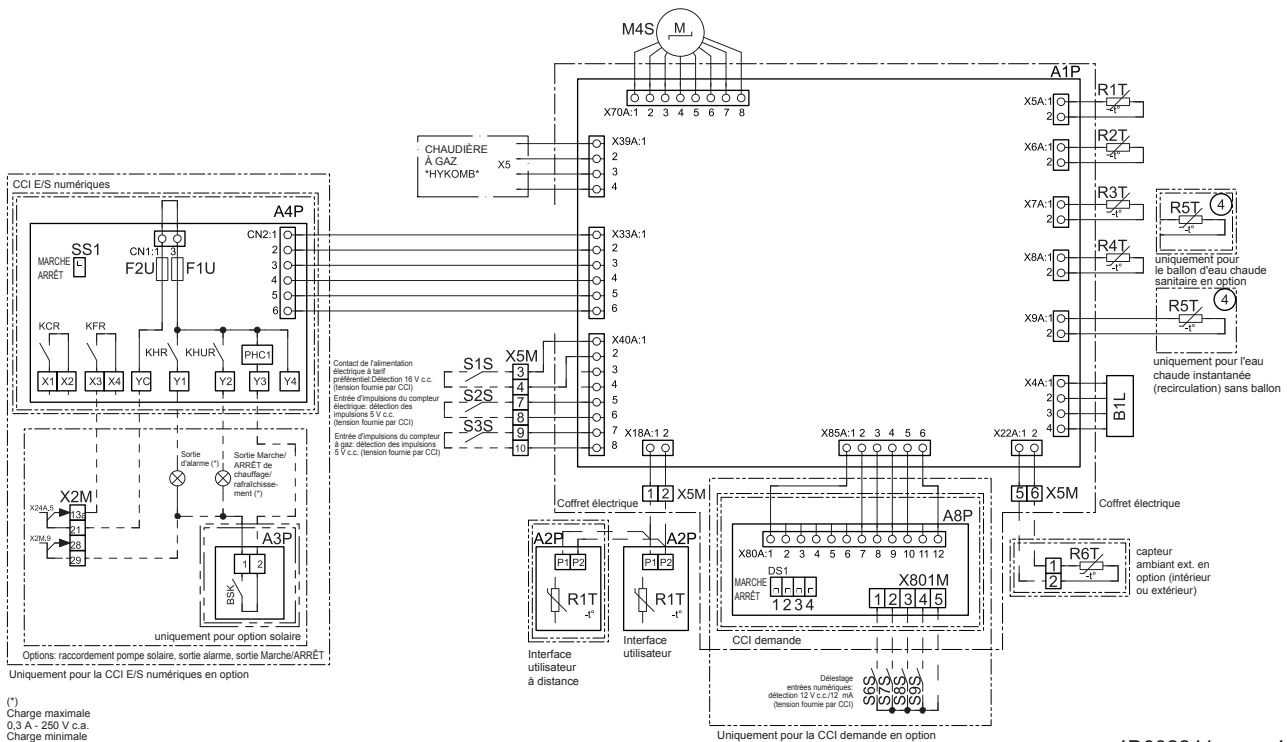 M4S
M
A1P
X70A:1 2 3 4 5 6 7 8
X5A:1
2
R1T
-t°
X6A:1
2
R2T
-t°
X7A:1
2
R3T
-t°
X8A:1
2
R4T
-t°
X9A:1
2
R5T
-t°
4
uniquement pour
le ballon d'eau chaude
sanitaire en option
R5T
-t°
4
uniquement pour l'eau
chaude instantanée
(recirculation) sans ballon
X4A:1
2
3
4
B1L
CHAUDIÈRE
À GAZ
*HYKOMB*
X5
X39A:1
2
3
4
CCI E/S numériques
A4P
SS1
MARCHE
ARRÊT
CN1:1 3
F2U F1U
CN2:1
2
3
4
5
6
X33A:1
2
3
4
5
6
KCR
KFR
KHR
KHUR
PHC1
X1 X2 X3 X4 YC Y1 Y2 Y3 Y4
Contact de l'alimentation
électrique à tarif
préférentiel:Détection 16 V c.c.
(tension fournie par CCI)
Entrée d'impulsions du compteur
électrique: détection des
impulsions 5 V c.c.
(tension fournie par CCI)
Entrée d'impulsions du compteur
à gaz: détection des impulsions
5 V c.c. (tension fournie par CCI)
S1S
S2S
S3S
X5M
3
4
7
8
9
10
X40A:1
2
3
4
5
6
7
8
X18A:1 2
X85A:1 2 3 4 5 6
X22A:1 2
1 2 X5M
5 6 X5M
Coffret électrique
Coffret électrique
Sortie
d'alarme (*)
Sortie Marche/
ARRÊT de
chauffage/
rafraîchisse-
ment (*)
X2M
X24A,5
13a
21
X2M,9
28
29
A3P
1 2
BSK
uniquement pour option solaire
Options: raccordement pompe solaire, sortie alarme, sortie Marche/ARRÊT
Uniquement pour la CCI E/S numériques en option
A2P
P1 P2
R1T
-t°
Interface
utilisateur
à distance
A2P
P1 P2
R1T
-t°
Interface
utilisateur
A8P
X80A:1 2 3 4 5 6 7 8 9 10 11 12
DS1
MARCHE
ARRÊT
1 2 3 4
X801M
1 2 3 4 5
CCI demande
Délestage
entrées numériques:
détection 12 V c.c./12 mA
(tension fournie par CCI)
S6S
S7S
S8S
S9S
Uniquement pour la CCI demande en option
1
2
R6T
-t°
capteur
ambiant ext. en
option (intérieur
ou extérieur)
(*)
Charge maximale
0,3 A - 250 V c.a.
Charge minimale